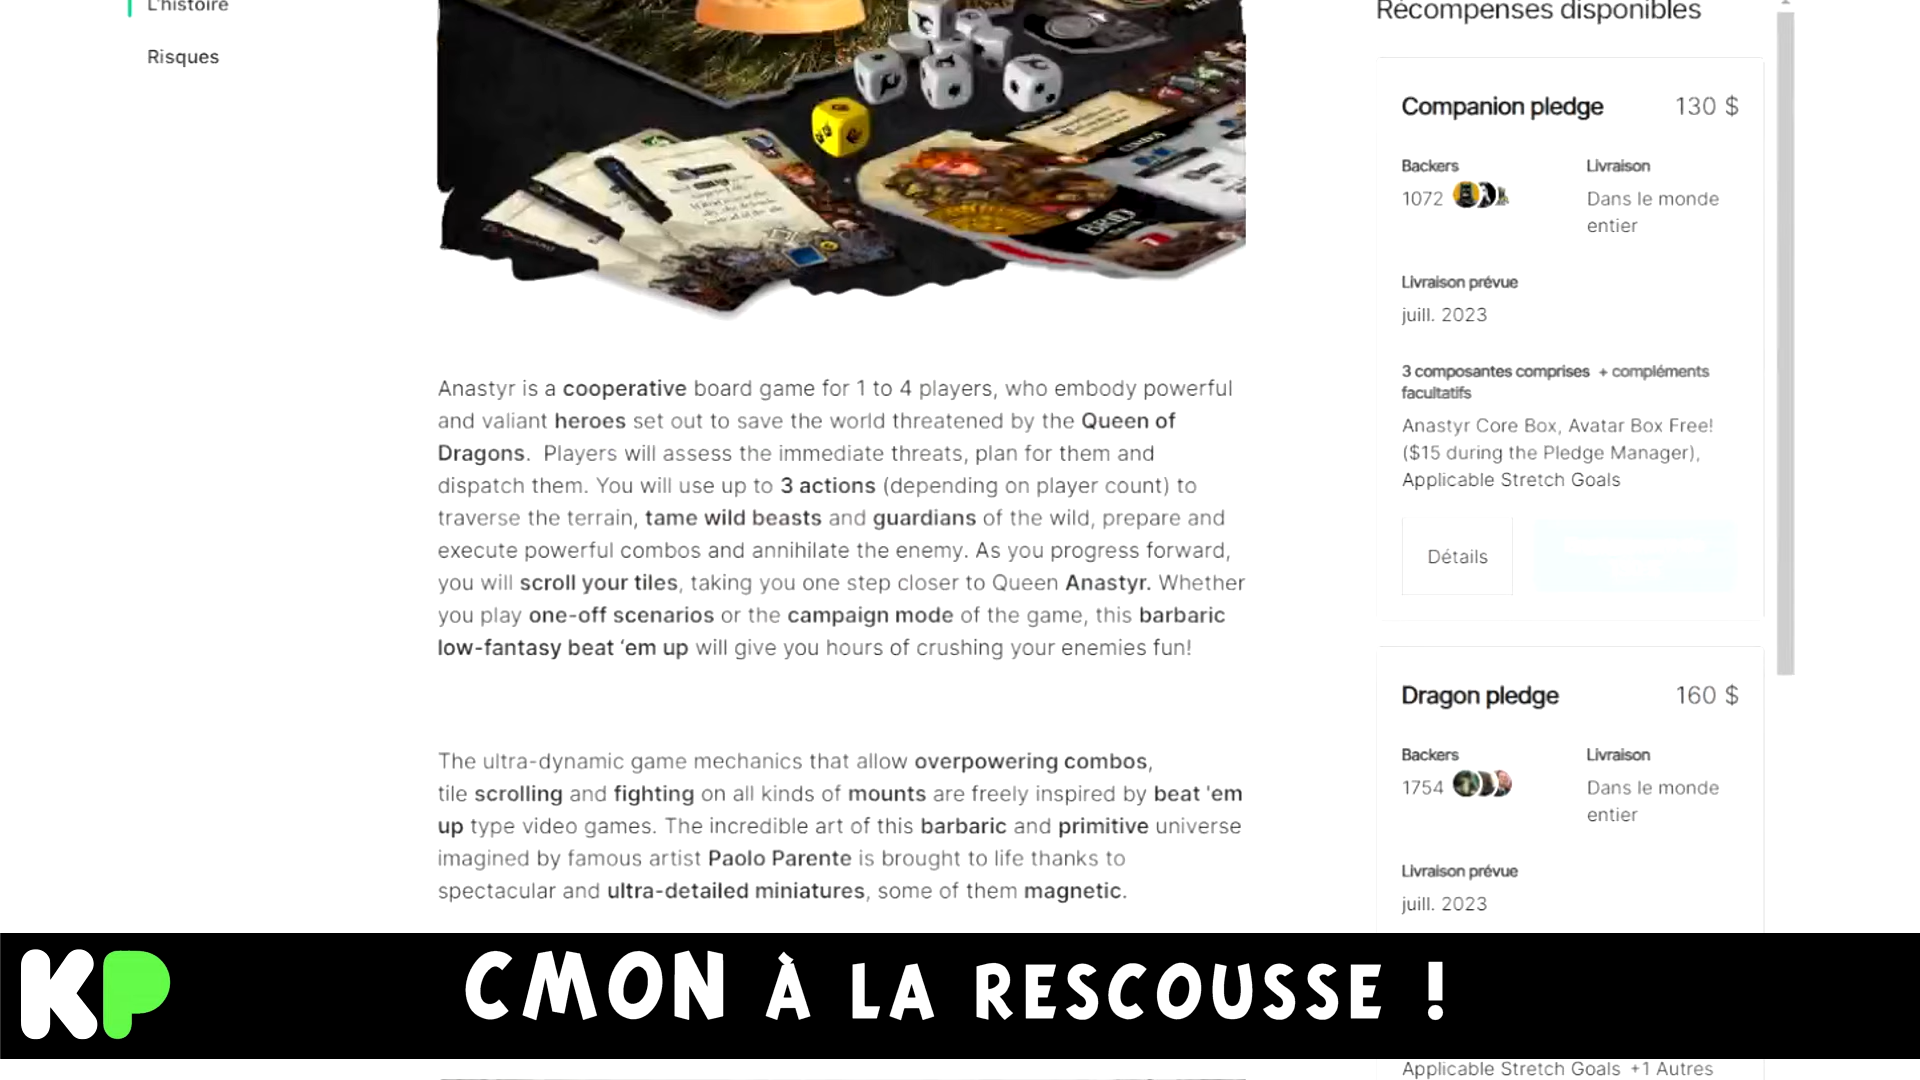 L'histoire
Risques
BRID
Anastyr is a cooperative board game for 1 to 4 players, who embody powerful
and valiant heroes set out to save the world threatened by the Queen of
Dragons.  Players will assess the immediate threats, plan for them and
dispatch them. You will use up to 3 actions (depending on player count) to
traverse the terrain, tame wild beasts and guardians of the wild, prepare and
execute powerful combos and annihilate the enemy. As you progress forward,
you will scroll your tiles, taking you one step closer to Queen Anastyr. Whether
you play one-off scenarios or the campaign mode of the game, this barbaric
low-fantasy beat ‘em up will give you hours of crushing your enemies fun!
The ultra-dynamic game mechanics that allow overpowering combos,
tile scrolling and fighting on all kinds of mounts are freely inspired by beat 'em
up type video games. The incredible art of this barbaric and primitive universe
imagined by famous artist Paolo Parente is brought to life thanks to
spectacular and ultra-detailed miniatures, some of them magnetic.
Récompenses disponibles
Companion pledge 130 $
Backers Livraison
1072 Dans le monde
entier
Livraison prévue
juill. 2023
3 composantes comprises + compléments
facultatifs
Anastyr Core Box, Avatar Box Free!
($15 during the Pledge Manager),
Applicable Stretch Goals
Détails
Dragon pledge 160 $
Backers Livraison
1754 Dans le monde
entier
Livraison prévue
juill. 2023
KP CMON À LA RESCOUSSE !
Applicable Stretch Goals +1 Autres